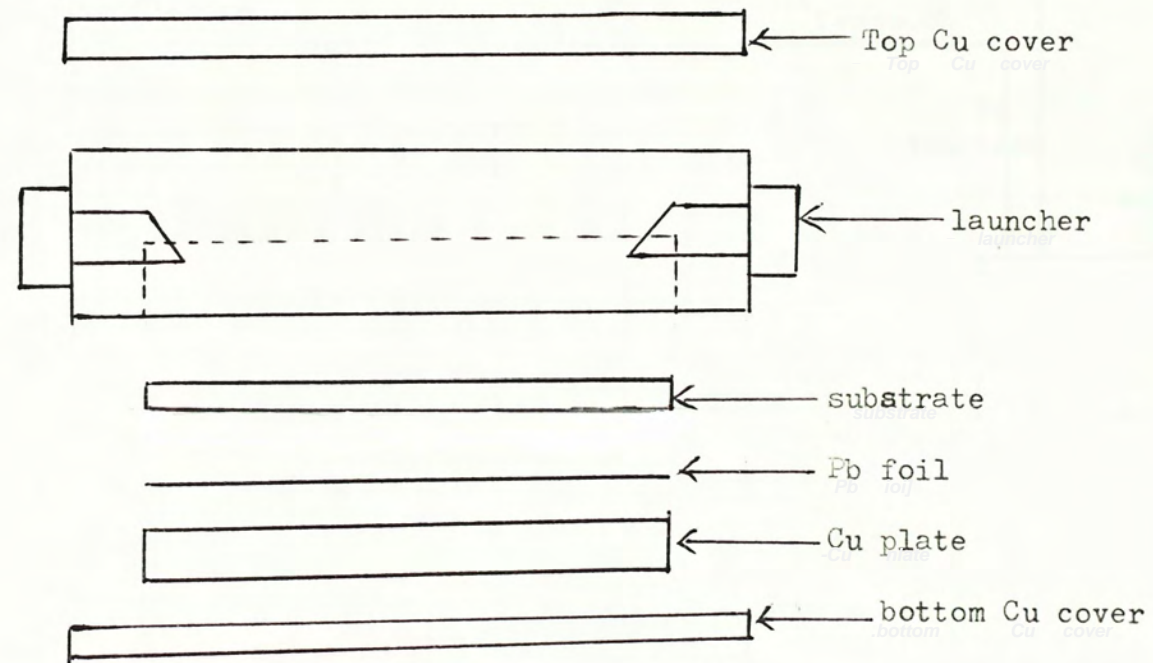 Top Cu cover
launcher
substrate
Pb foil
Cu plate
bottom Cu cover